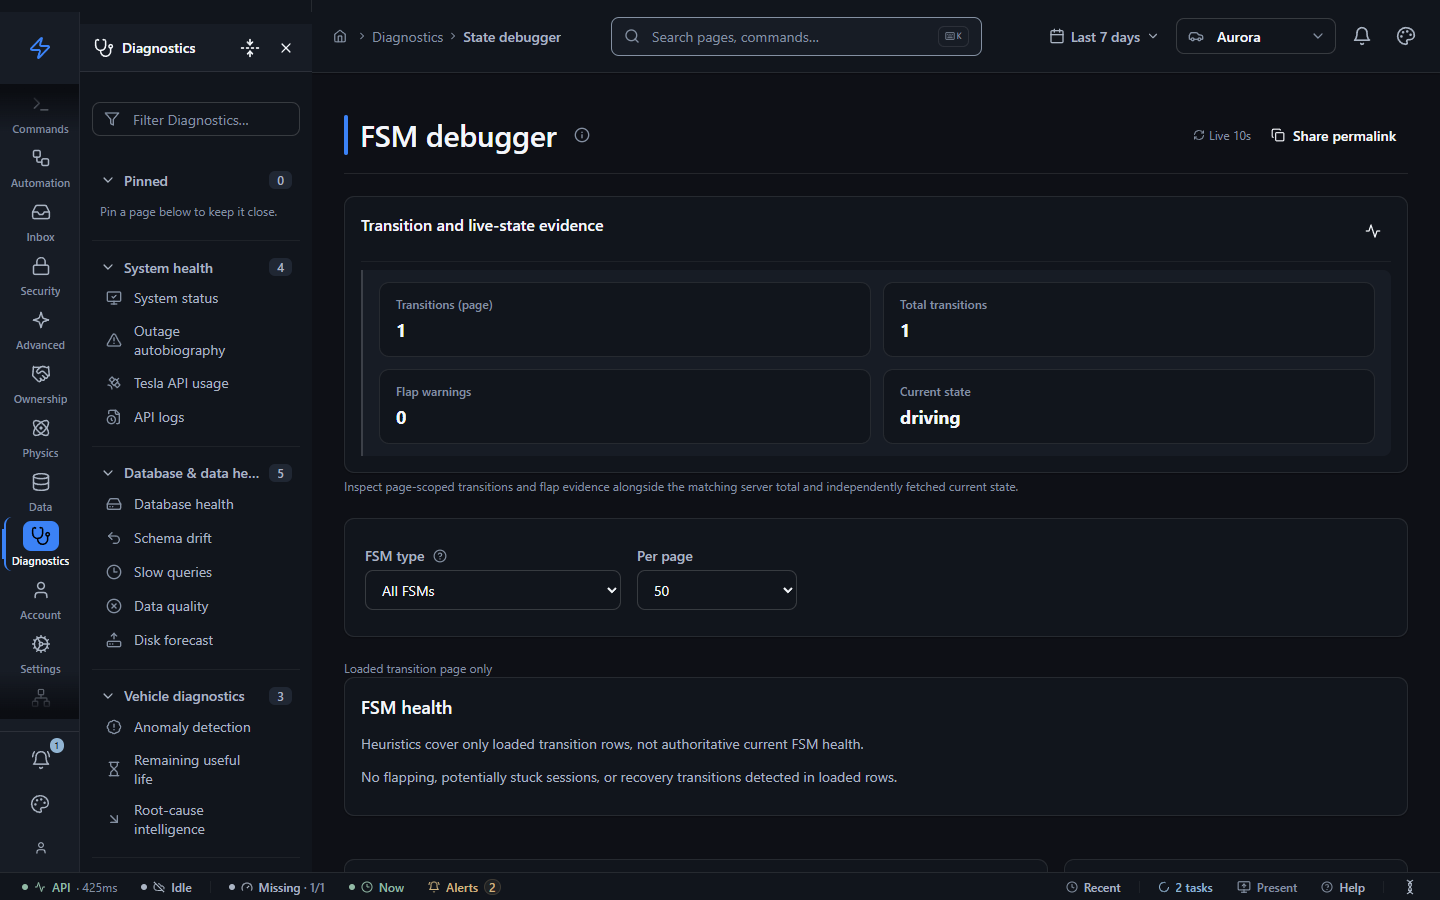 Diagnostics
Diagnostics
State debugger
Search pages, commands...
K
Last 7 days
Aurora
Commands
Automation
Inbox
Security
Advanced
Ownership
Physics
Data
Diagnostics
Account
Settings
1
Filter Diagnostics...
Pinned
0
Pin a page below to keep it close.
System health
4
System status
Outage
autobiography
Tesla API usage
API logs
Database & data he...
5
Database health
Schema drift
Slow queries
Data quality
Disk forecast
Vehicle diagnostics
3
Anomaly detection
Remaining useful
life
Root-cause
intelligence
FSM debugger
Live 10s
Share permalink
Transition and live-state evidence
Transitions (page)
1
Total transitions
1
Flap warnings
0
Current state
driving
Inspect page-scoped transitions and flap evidence alongside the matching server total and independently fetched current state.
FSM type
Per page
All FSMs
50
Loaded transition page only
FSM health
Heuristics cover only loaded transition rows, not authoritative current FSM health.
No flapping, potentially stuck sessions, or recovery transitions detected in loaded rows.
API · 425ms
Idle
Missing · 1/1
Now
Alerts 2
Recent
2 tasks
Present
Help